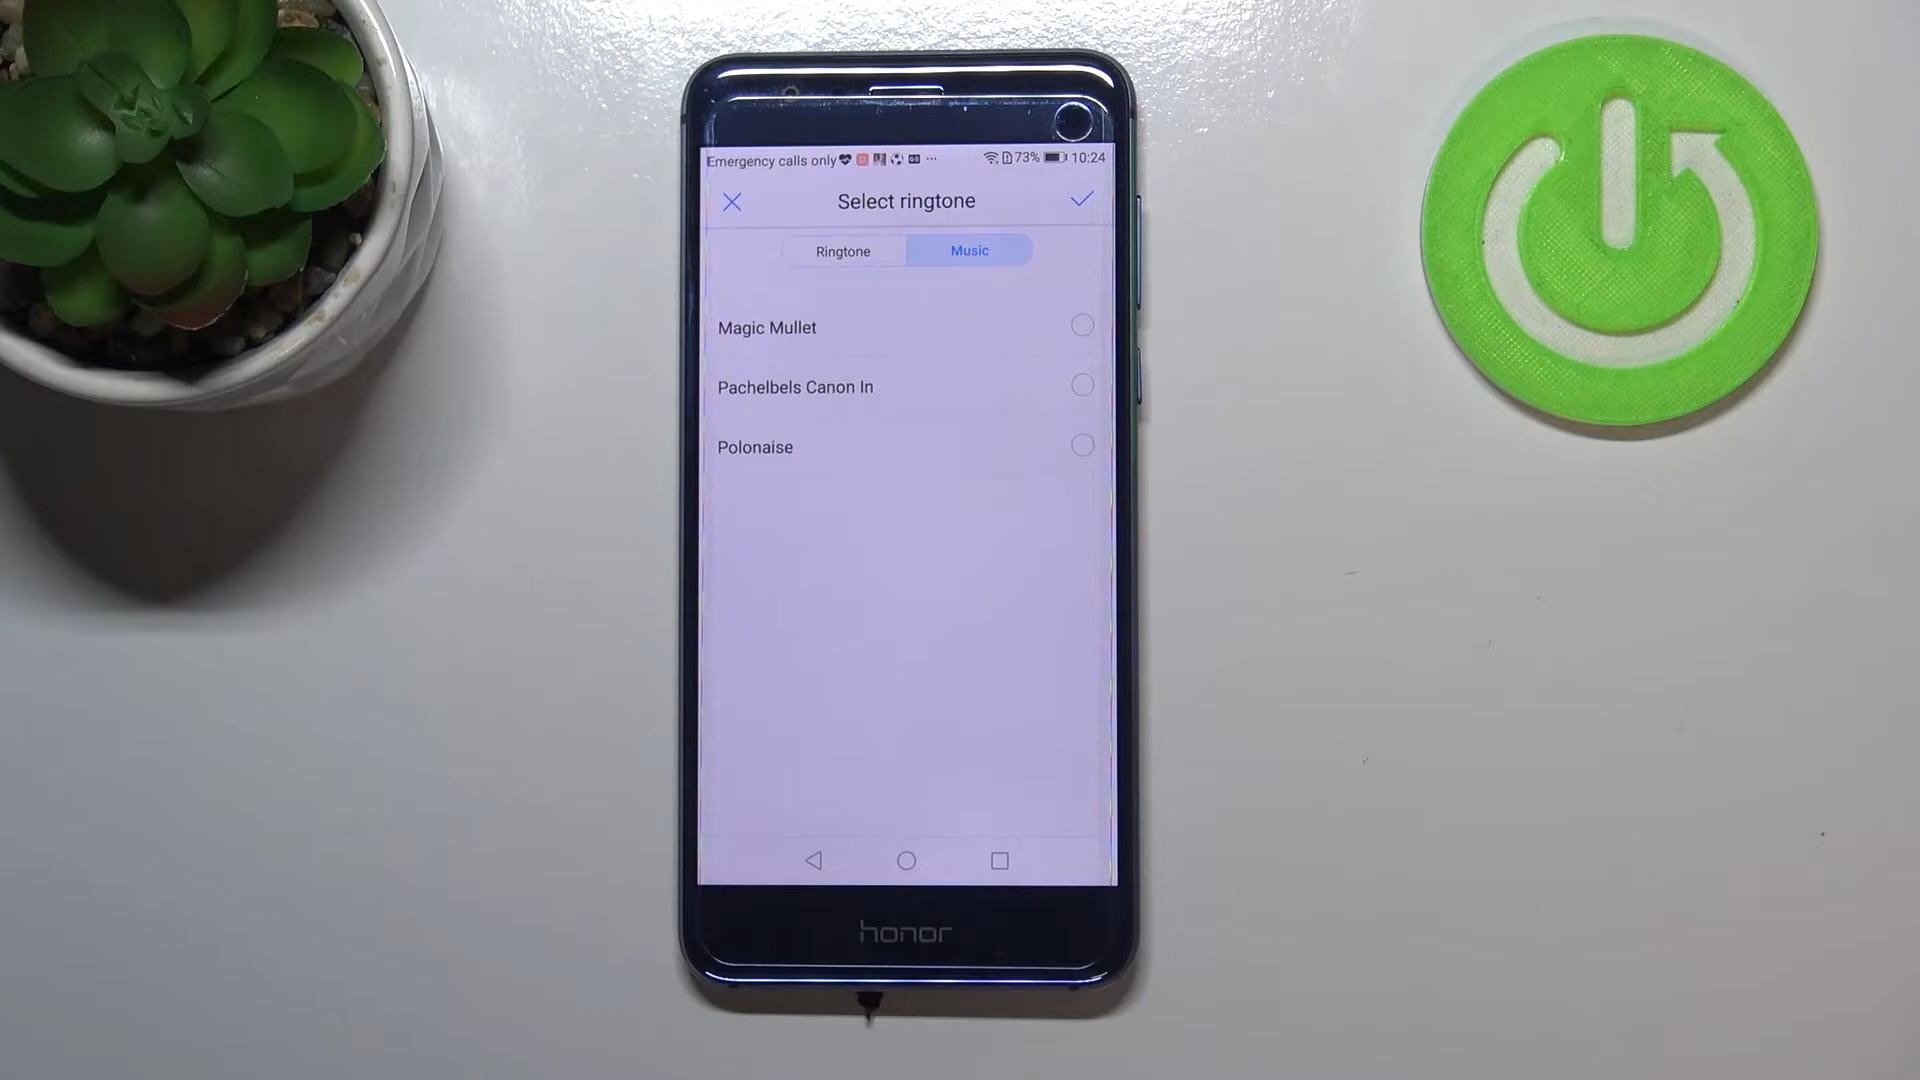 Emergency calls only 73% 10:24
Select ringtone
Ringtone Music
Magic Mullet
Pachelbels Canon In
Polonaise
honor